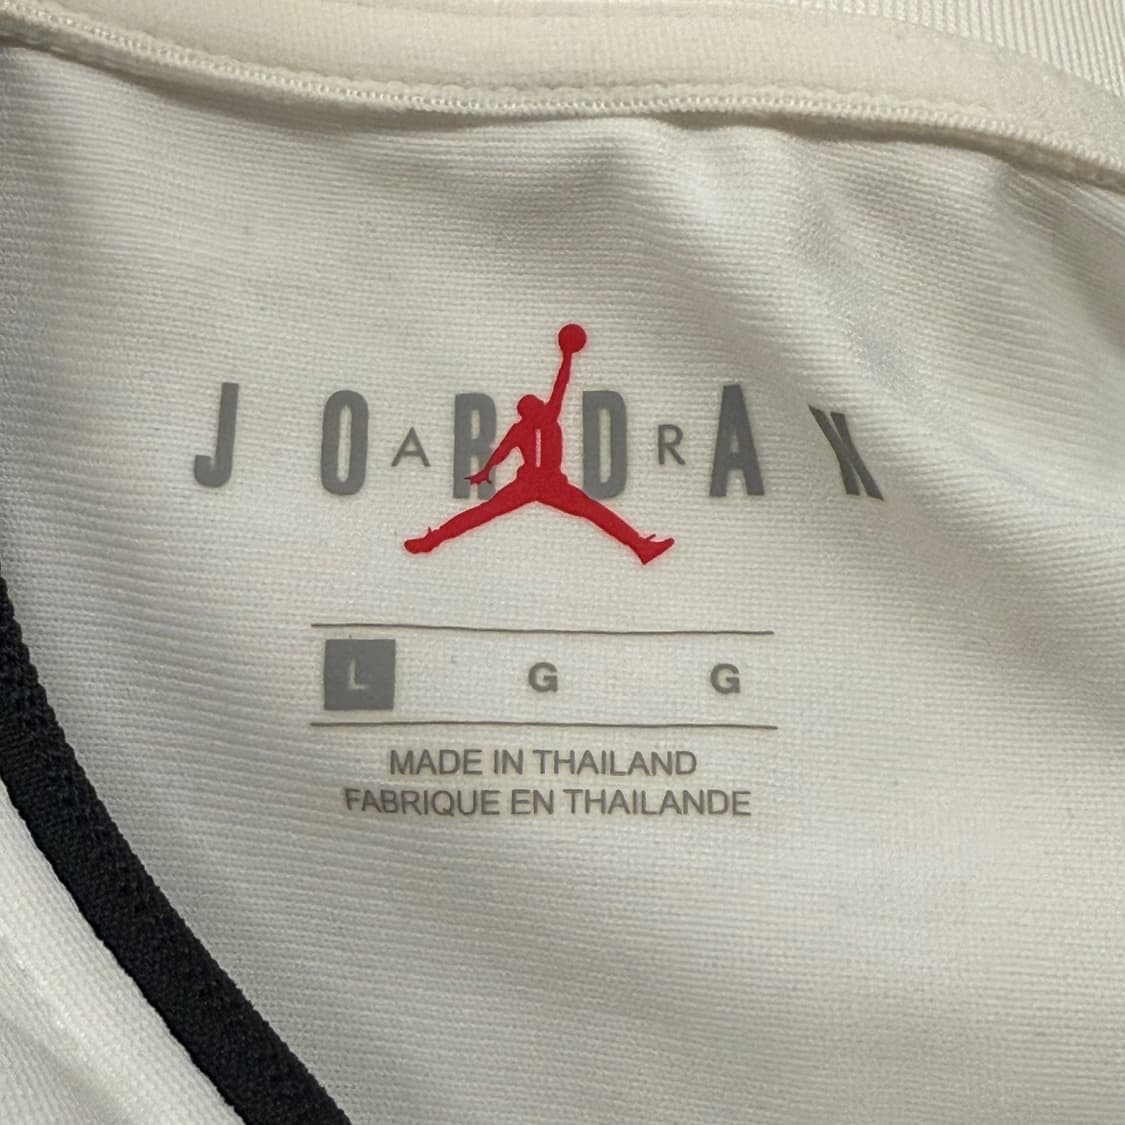 JORDAN
AIR
L G G
MADE IN THAILAND
FABRIQUE EN THAILANDE